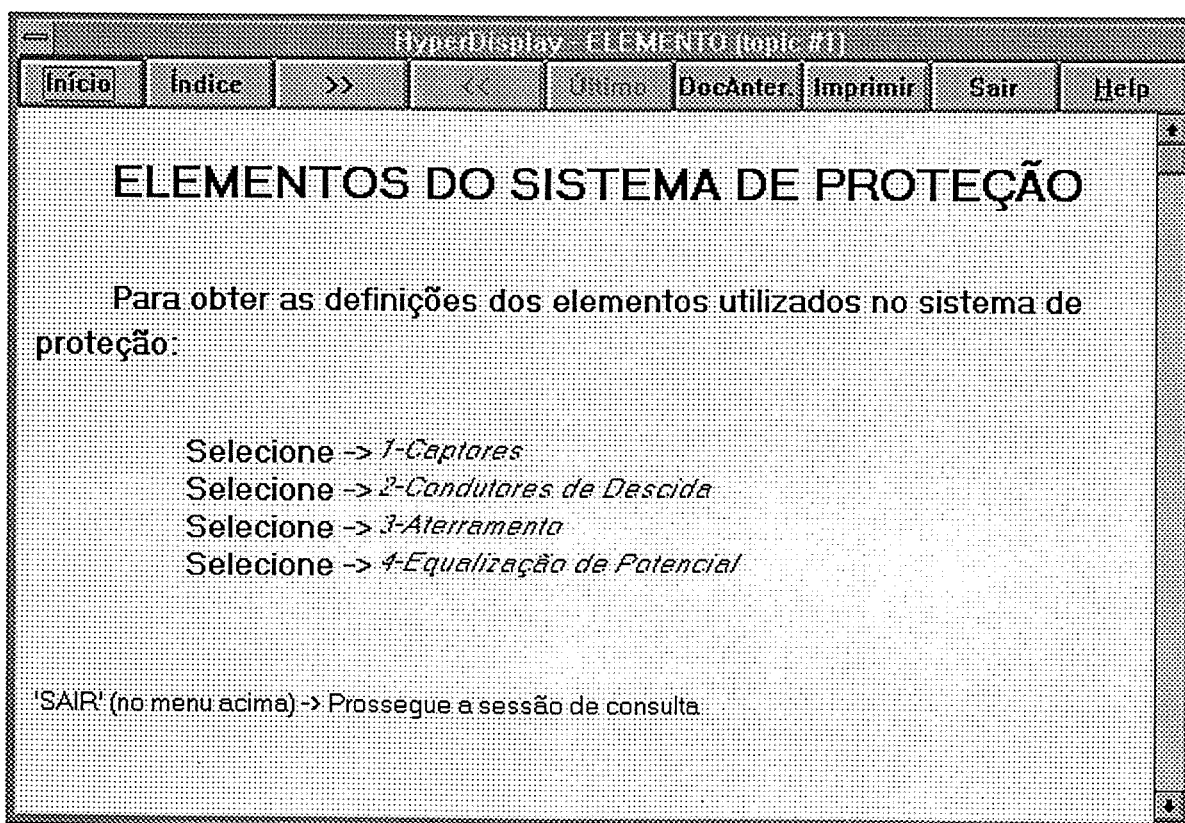 HyperDisplay - ELEMENTO (topic #1)
Início Índice >> << Último DocAnter. Imprimir Sair Help
ELEMENTOS DO SISTEMA DE PROTEÇÃO
Para obter as definições dos elementos utilizados no sistema de
proteção:
Selecione -> 1-Captores
Selecione -> 2-Condutores de Descida
Selecione -> 3-Aterramento
Selecione -> 4-Equalização de Potencial
'SAIR' (no menu acima) -> Prossegue a sessão de consulta